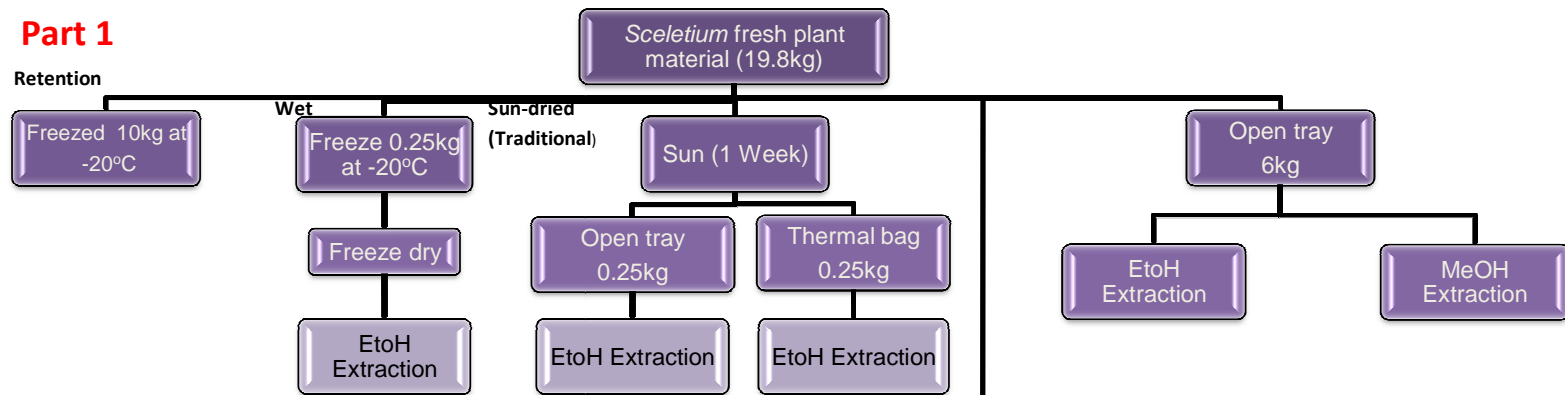 Part 1
Sceletium fresh plant
material (19.8kg)
Retention
Freezed 10kg at
-20°C
Wet
Freeze 0.25kg
at -20°C
Freeze dry
EtoH
Extraction
Sun-dried
(Traditional)
Sun (1 Week)
Open tray
0.25kg
EtoH Extraction
Thermal bag
0.25kg
EtoH Extraction
Open tray
6kg
EtoH
Extraction
MeOH
Extraction